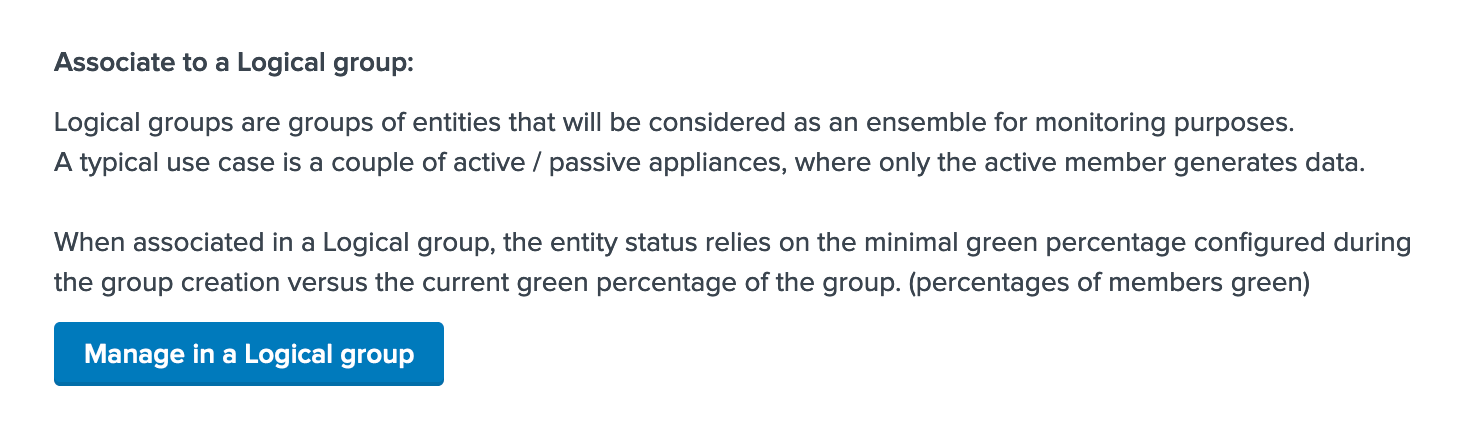 Associate to a Logical group:
Logical groups are groups of entities that will be considered as an ensemble for monitoring purposes.
A typical use case is a couple of active / passive appliances, where only the active member generates data.
When associated in a Logical group, the entity status relies on the minimal green percentage configured during
the group creation versus the current green percentage of the group. (percentages of members green)
Manage in a Logical group